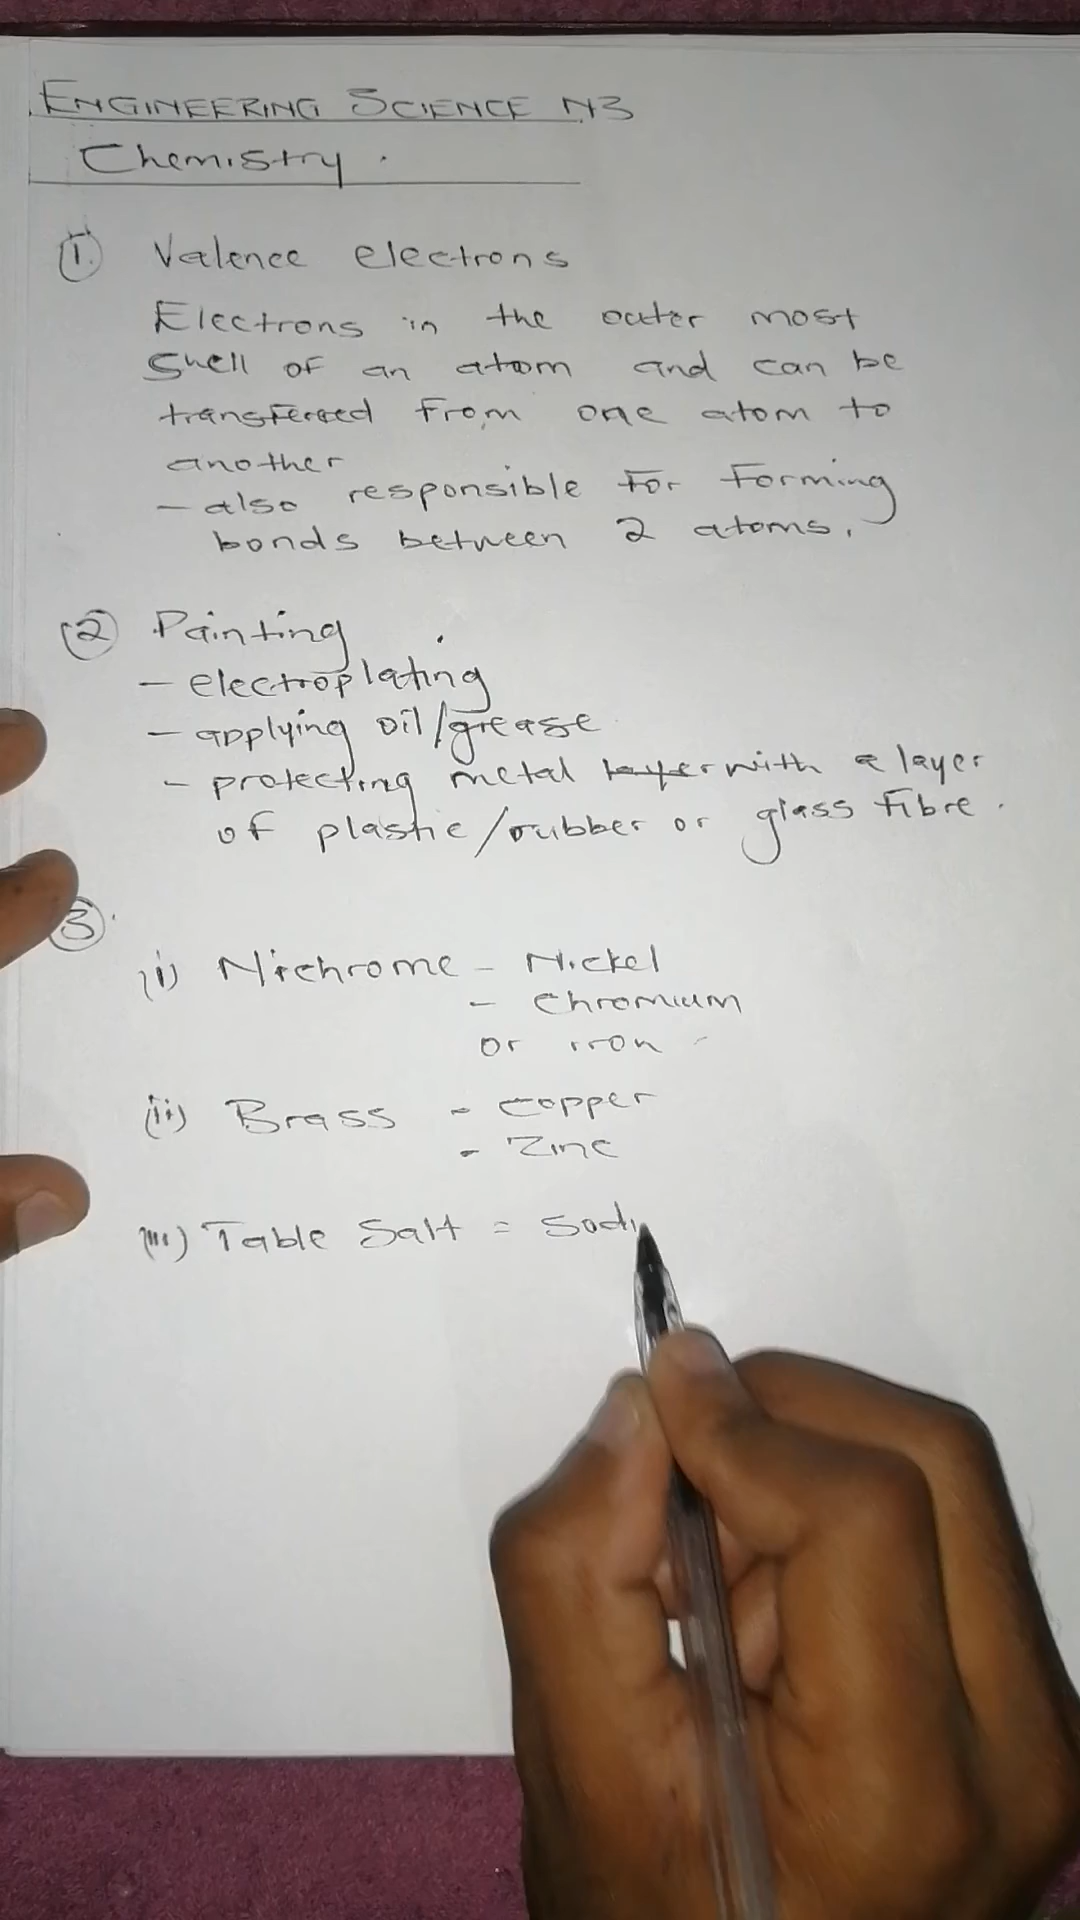 ENGINEERING SCIENCE N3
Chemistry.
1. Valence electrons
Electrons in the outer most
shell of an atom and can be
transferred from one atom to
another
- also responsible for forming
bonds between 2 atoms.
(2) Painting
- electroplating
- applying oil/grease
- protecting metal layer with a layer
of plastic/rubber or glass fibre.
3
(i) Nichrome - Nickel
- Chromium
or iron
(ii) Brass - Copper
- Zinc
(iii) Table Salt = Sodi